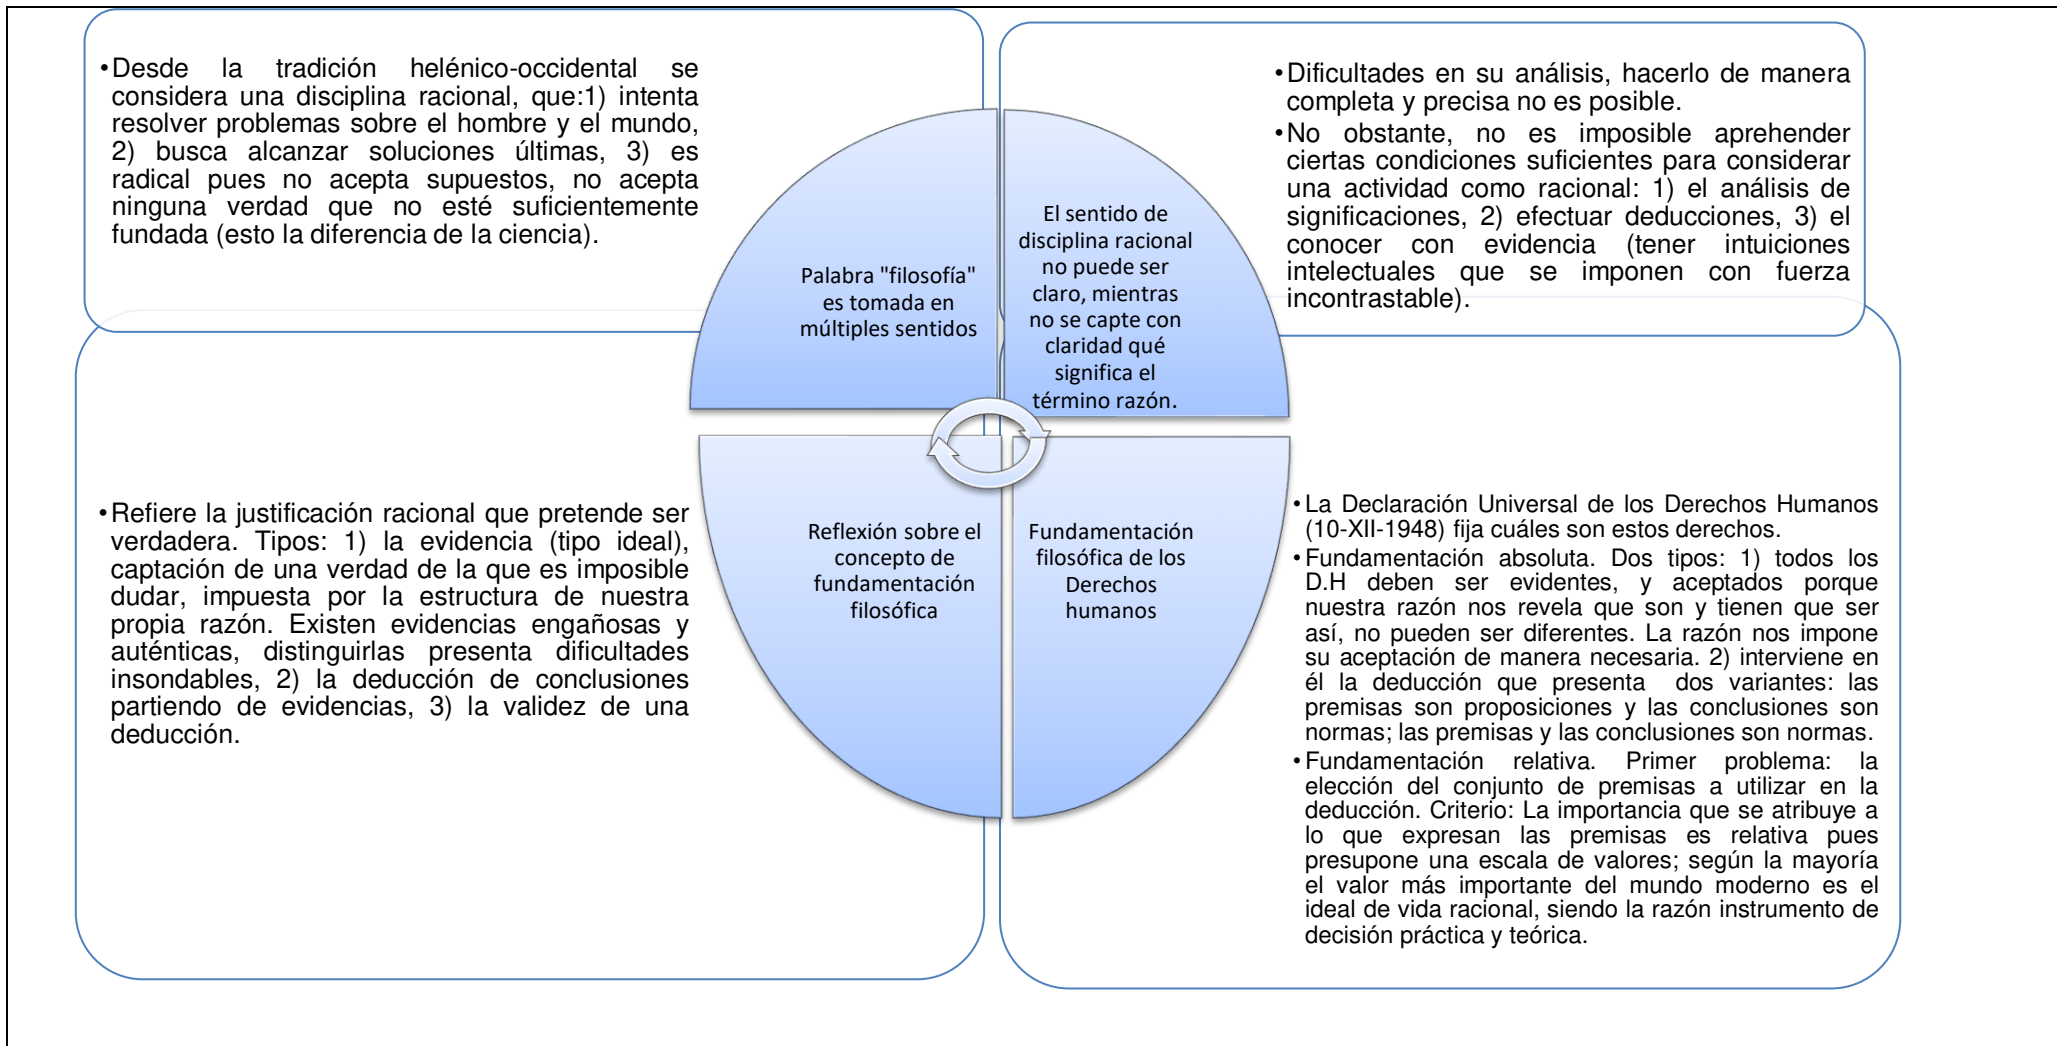 •Desde la tradición helénico-occidental se
considera una disciplina racional, que:1) intenta
resolver problemas sobre el hombre y el mundo,
2) busca alcanzar soluciones últimas, 3) es
radical pues no acepta supuestos, no acepta
ninguna verdad que no esté suficientemente
fundada (esto la diferencia de la ciencia).
Palabra "filosofía"
es tomada en
múltiples sentidos
El sentido de
disciplina racional
no puede ser
claro, mientras
no se capte con
claridad qué
significa el
término razón.
•Dificultades en su análisis, hacerlo de manera
completa y precisa no es posible.
•No obstante, no es imposible aprehender
ciertas condiciones suficientes para considerar
una actividad como racional: 1) el análisis de
significaciones, 2) efectuar deducciones, 3) el
conocer con evidencia (tener intuiciones
intelectuales que se imponen con fuerza
incontrastable).
•Refiere la justificación racional que pretende ser
verdadera. Tipos: 1) la evidencia (tipo ideal),
captación de una verdad de la que es imposible
dudar, impuesta por la estructura de nuestra
propia razón. Existen evidencias engañosas y
auténticas, distinguirlas presenta dificultades
insondables, 2) la deducción de conclusiones
partiendo de evidencias, 3) la validez de una
deducción.
Reflexión sobre el
concepto de
fundamentación
filosófica
Fundamentación
filosófica de los
Derechos
humanos
•La Declaración Universal de los Derechos Humanos
(10-XII-1948) fija cuáles son estos derechos.
•Fundamentación absoluta. Dos tipos: 1) todos los
D.H deben ser evidentes, y aceptados porque
nuestra razón nos revela que son y tienen que ser
así, no pueden ser diferentes. La razón nos impone
su aceptación de manera necesaria. 2) interviene en
él la deducción que presenta dos variantes: las
premisas son proposiciones y las conclusiones son
normas; las premisas y las conclusiones son normas.
•Fundamentación relativa. Primer problema: la
elección del conjunto de premisas a utilizar en la
deducción. Criterio: La importancia que se atribuye a
lo que expresan las premisas es relativa pues
presupone una escala de valores; según la mayoría
el valor más importante del mundo moderno es el
ideal de vida racional, siendo la razón instrumento de
decisión práctica y teórica.